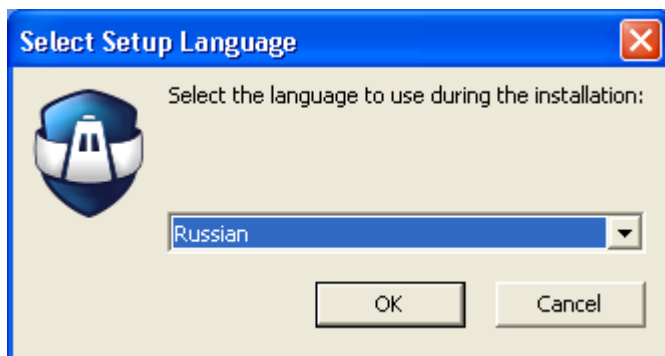 Select Setup Language
Select the language to use during the installation:
Russian
OK
Cancel